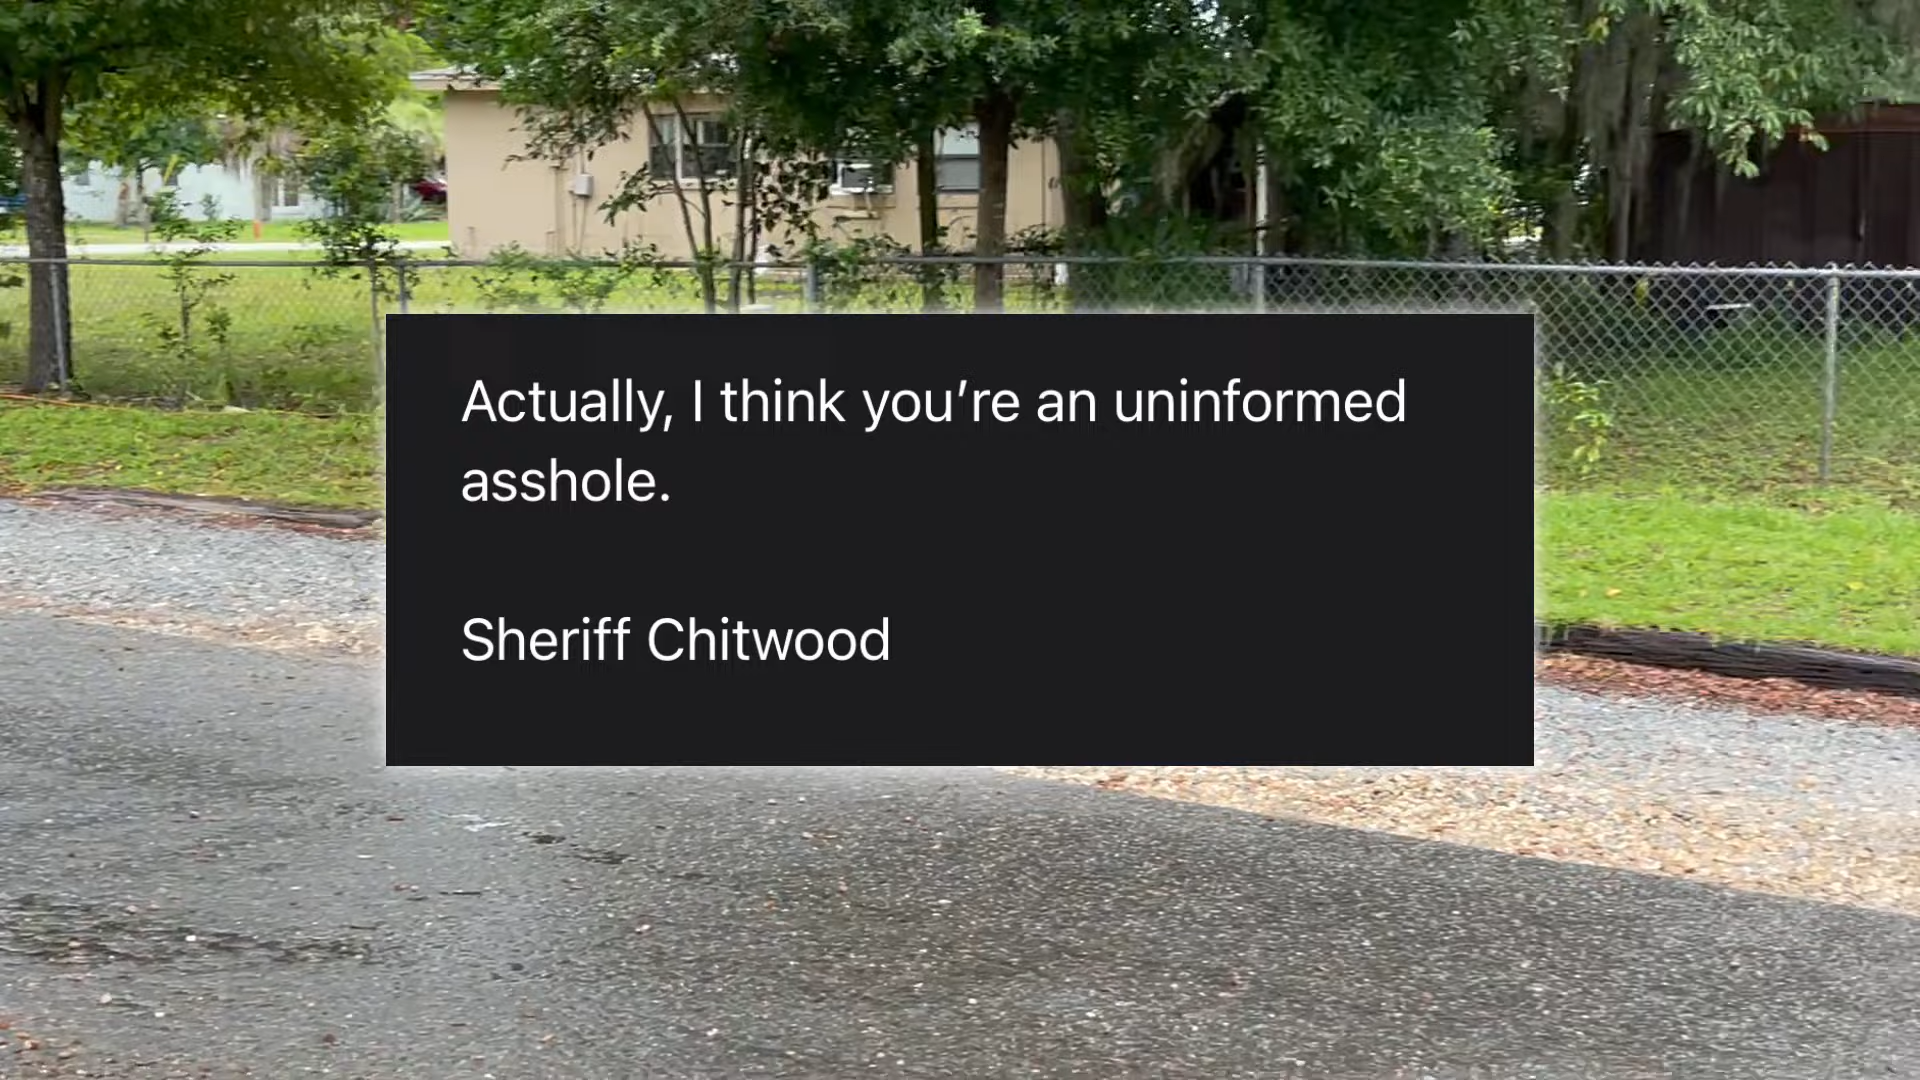 Actually, I think you’re an uninformed
asshole.
Sheriff Chitwood